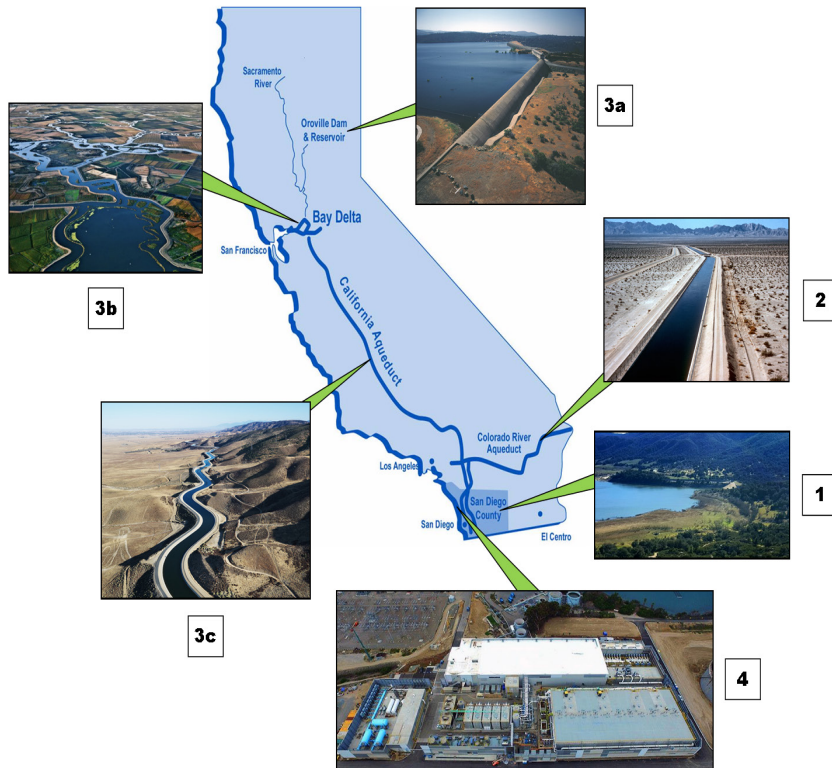 Sacramento
River
Oroville Dam
& Reservoir
3a
Bay Delta
San Francisco
3b
2
California Aqueduct
Colorado River
Aqueduct
Los Angeles
1
San Diego
County
San Diego
El Centro
3c
4